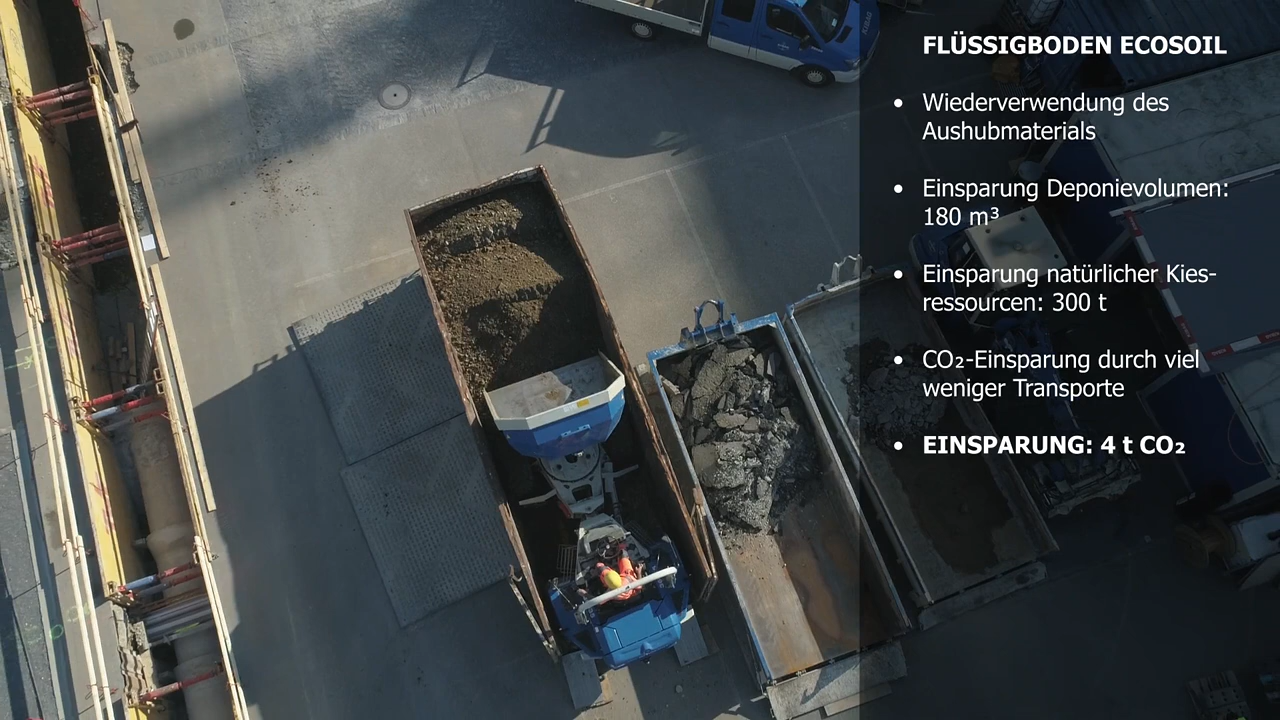 FLÜSSIGBODEN ECOSOIL
• Wiederverwendung des
Aushubmaterials
• Einsparung Deponievolumen:
180 m³
• Einsparung natürlicher Kies-
ressourcen: 300 t
• CO₂-Einsparung durch viel
weniger Transporte
• EINSPARUNG: 4 t CO₂